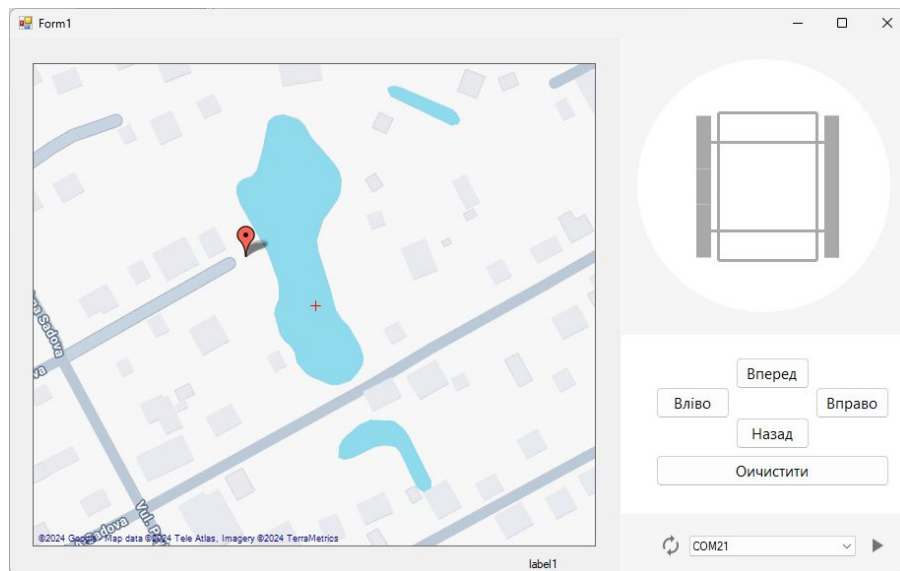 Form1
Sadova
Вперед
Вліво
Вправо
Назад
Оичистити
Vul.
Sadova
©2024 Google - Map data ©2024 Tele Atlas, Imagery ©2024 TerraMetrics
COM21
label1